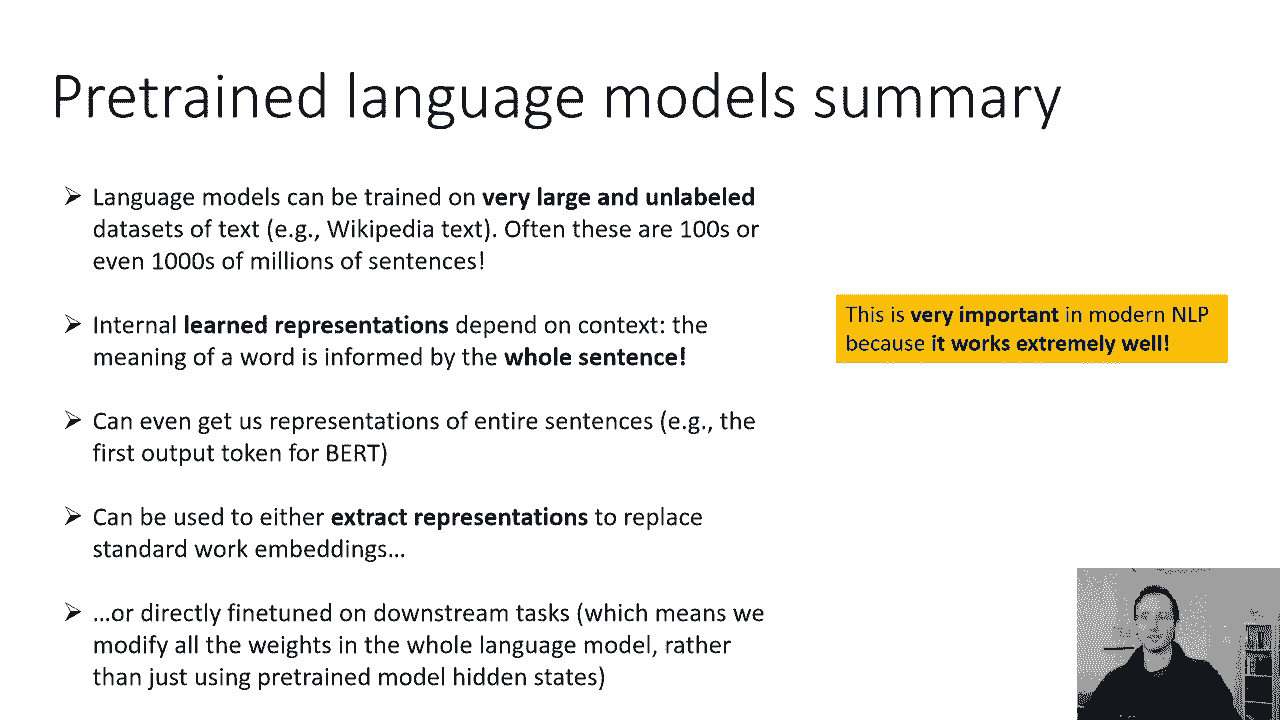 Pretrained language models summary
➢ Language models can be trained on very large and unlabeled
datasets of text (e.g., Wikipedia text). Often these are 100s or
even 1000s of millions of sentences!
➢ Internal learned representations depend on context: the
meaning of a word is informed by the whole sentence!
➢ Can even get us representations of entire sentences (e.g., the
first output token for BERT)
➢ Can be used to either extract representations to replace
standard work embeddings…
➢ …or directly finetuned on downstream tasks (which means we
modify all the weights in the whole language model, rather
than just using pretrained model hidden states)
This is very important in modern NLP
because it works extremely well!